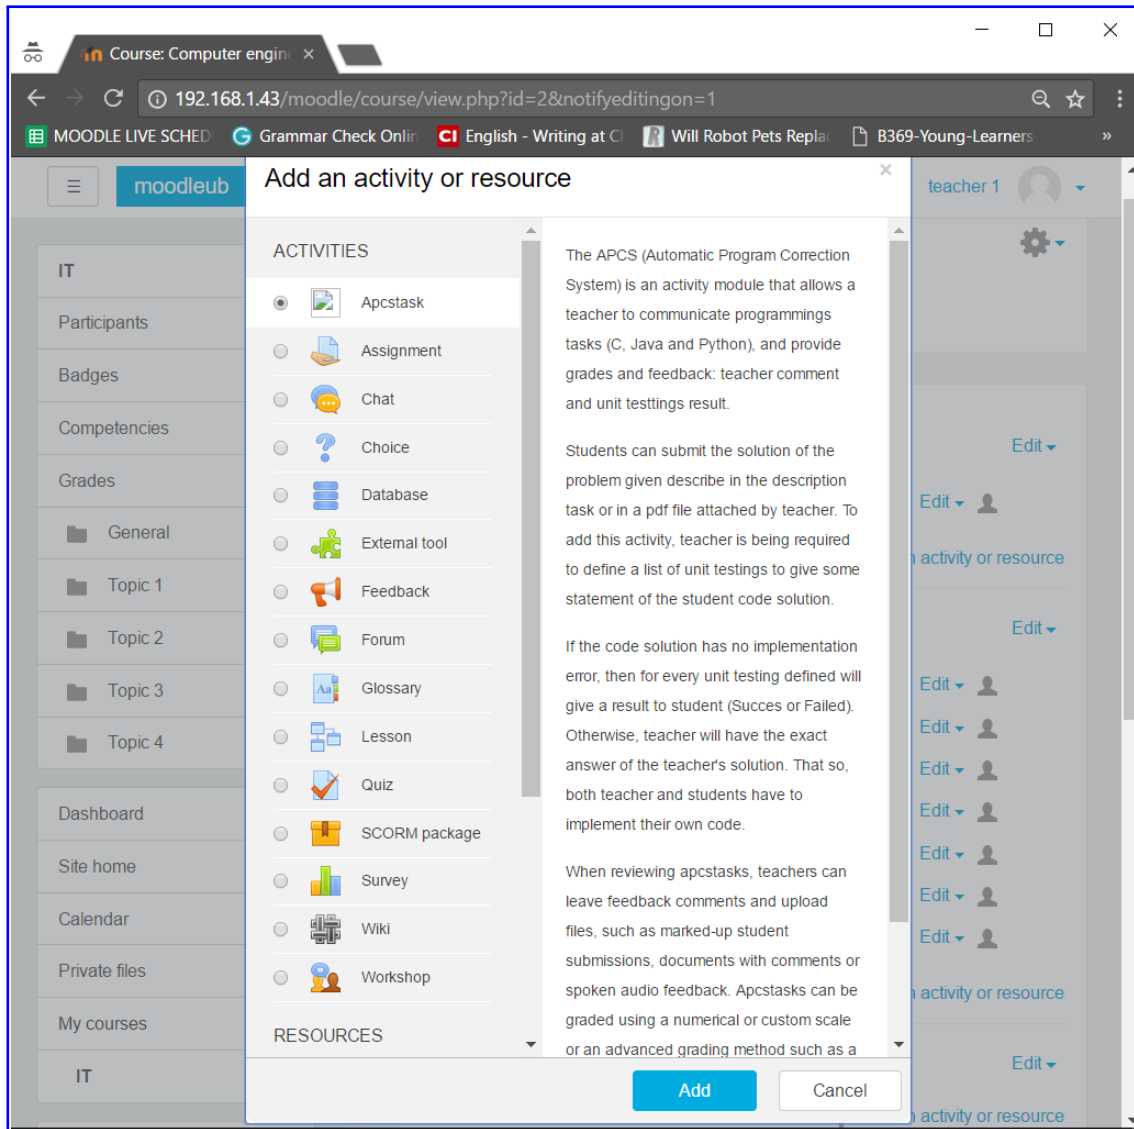 Course: Computer engin
192.168.1.43/moodle/course/view.php?id=2&notifyeditingon=1
MOODLE LIVE SCHED
Grammar Check Onlin
CI English - Writing at C
Will Robot Pets Repla
B369-Young-Learners
»
moodleub
Add an activity or resource
×
teacher 1
IT
Participants
Badges
Competencies
Grades
General
Topic 1
Topic 2
Topic 3
Topic 4
Dashboard
Site home
Calendar
Private files
My courses
IT
ACTIVITIES
Apcstask
Assignment
Chat
Choice
Database
External tool
Feedback
Forum
Glossary
Lesson
Quiz
SCORM package
Survey
Wiki
Workshop
RESOURCES
The APCS (Automatic Program Correction
System) is an activity module that allows a
teacher to communicate programmings
tasks (C, Java and Python), and provide
grades and feedback: teacher comment
and unit testtings result.
Students can submit the solution of the
problem given describe in the description
task or in a pdf file attached by teacher. To
add this activity, teacher is being required
to define a list of unit testings to give some
statement of the student code solution.
If the code solution has no implementation
error, then for every unit testing defined will
give a result to student (Succes or Failed).
Otherwise, teacher will have the exact
answer of the teacher's solution. That so,
both teacher and students have to
implement their own code.
When reviewing apcstasks, teachers can
leave feedback comments and upload
files, such as marked-up student
submissions, documents with comments or
spoken audio feedback. Apcstasks can be
graded using a numerical or custom scale
or an advanced grading method such as a
Edit
Edit
n activity or resource
Edit
Edit
Edit
Edit
Edit
Edit
Edit
Edit
n activity or resource
Edit
n activity or resource
Add
Cancel